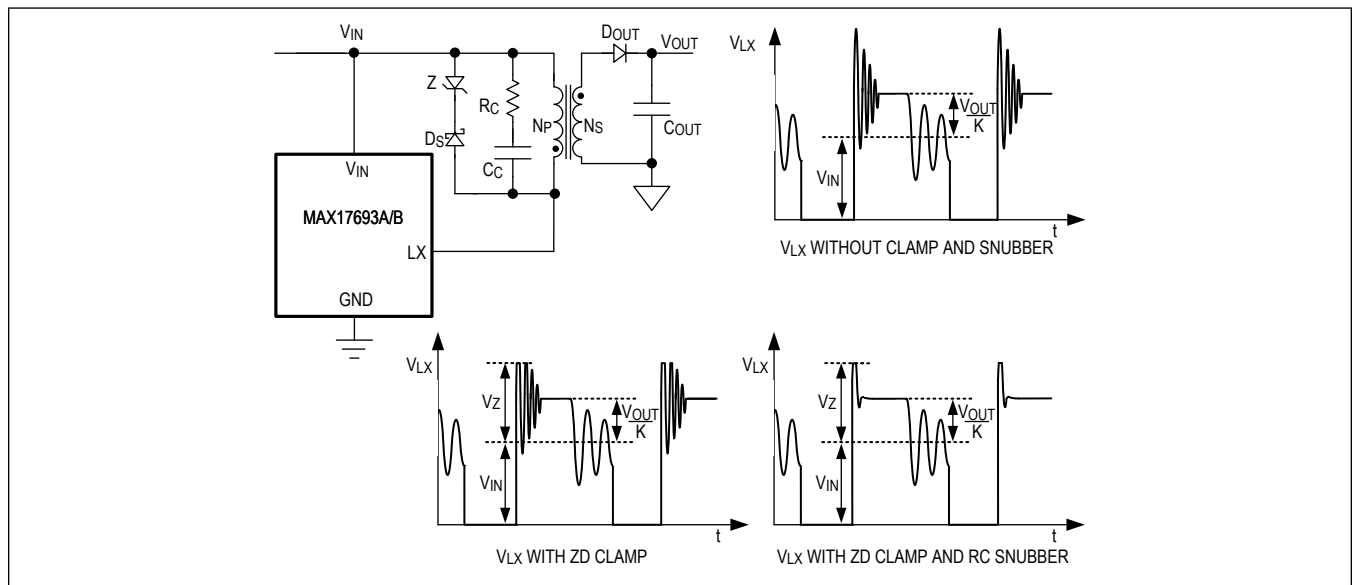 VIN
Z
DS
RC
CC
NP
NS
DOUT
VOUT
COUT
VIN
MAX17693A/B
LX
GND
VLX
VOUT
K
VIN
t
VLX WITHOUT CLAMP AND SNUBBER
VLX
VZ
VOUT
K
VIN
t
VLX WITH ZD CLAMP
VLX
VZ
VOUT
K
VIN
t
VLX WITH ZD CLAMP AND RC SNUBBER